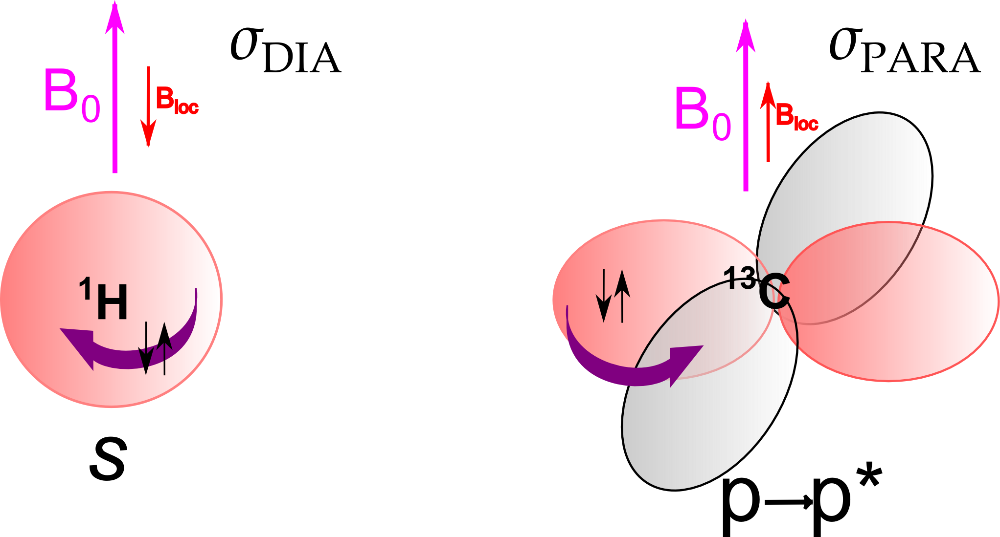 σDIA
B₀
Bloc
¹H
s
σPARA
B₀
Bloc
¹³C
p→p*